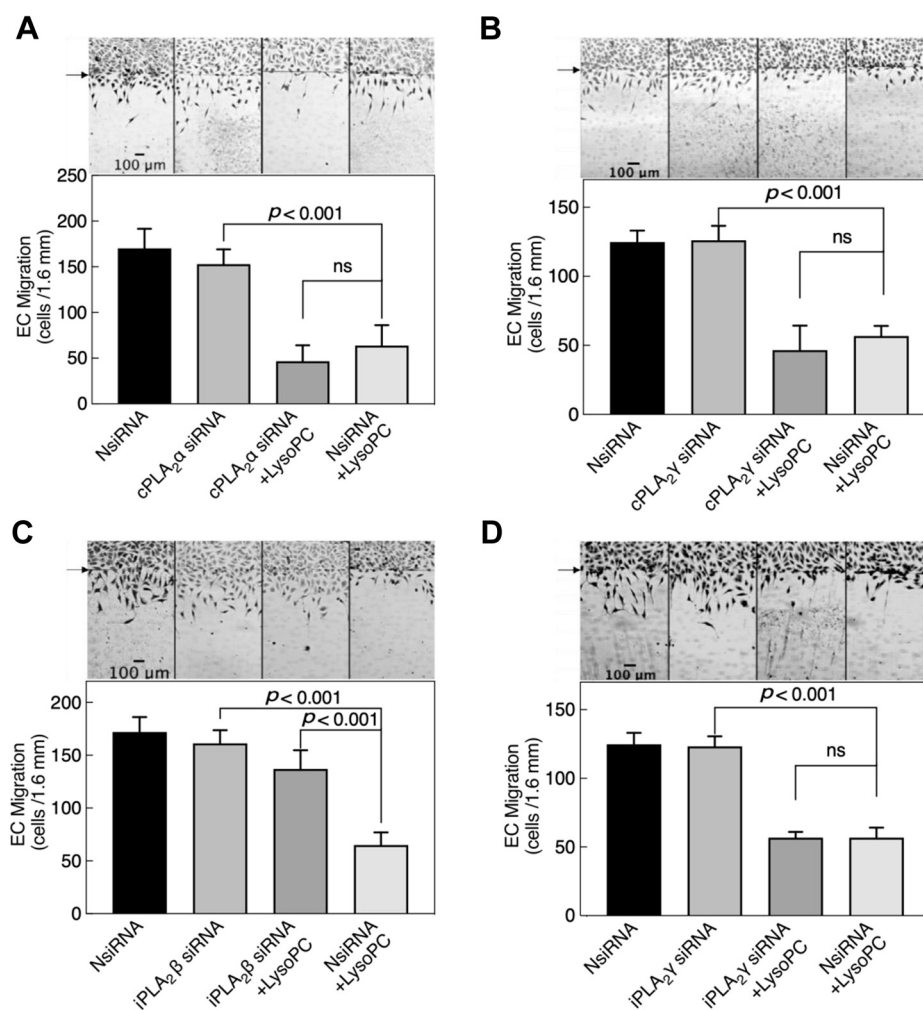 A
100 µm
EC Migration
(cells /1.6 mm)
250
200
150
100
50
0
p < 0.001
ns
NsiRNA
cPLA₂α siRNA
cPLA₂α siRNA
+LysoPC
NsiRNA
+LysoPC
B
100 µm
EC Migration
(cells /1.6 mm)
150
100
50
0
p < 0.001
ns
NsiRNA
cPLA₂γ siRNA
cPLA₂γ siRNA
+LysoPC
NsiRNA
+LysoPC
C
100 µm
EC Migration
(cells /1.6 mm)
200
150
100
50
0
p < 0.001
p < 0.001
NsiRNA
iPLA₂β siRNA
iPLA₂β siRNA
+LysoPC
NsiRNA
+LysoPC
D
100 µm
EC Migration
(cells /1.6 mm)
150
100
50
0
p < 0.001
ns
NsiRNA
iPLA₂γ siRNA
iPLA₂γ siRNA
+LysoPC
NsiRNA
+LysoPC